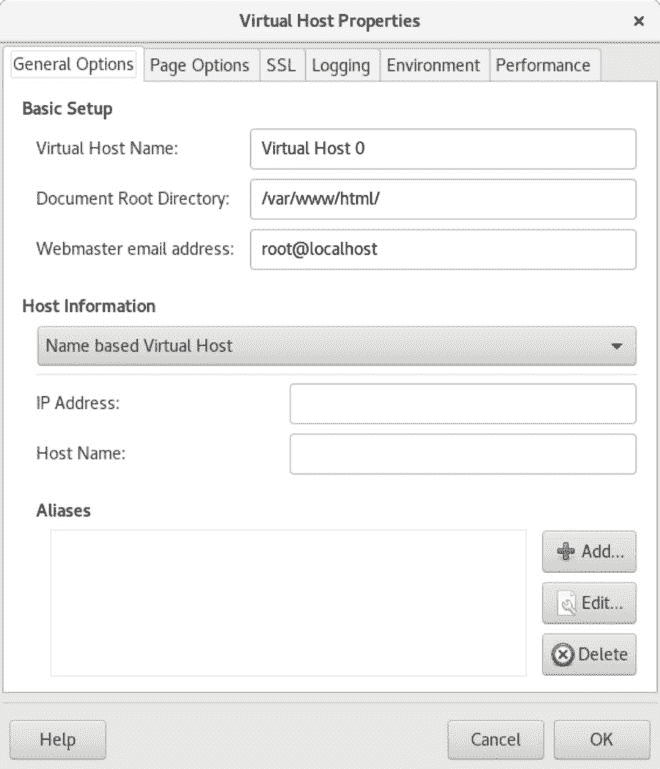 Virtual Host Properties
General Options Page Options SSL Logging Environment Performance
Basic Setup
Virtual Host Name: Virtual Host 0
Document Root Directory: /var/www/html/
Webmaster email address: root@localhost
Host Information
Name based Virtual Host
IP Address:
Host Name:
Aliases
Add...
Edit...
Delete
Help Cancel OK